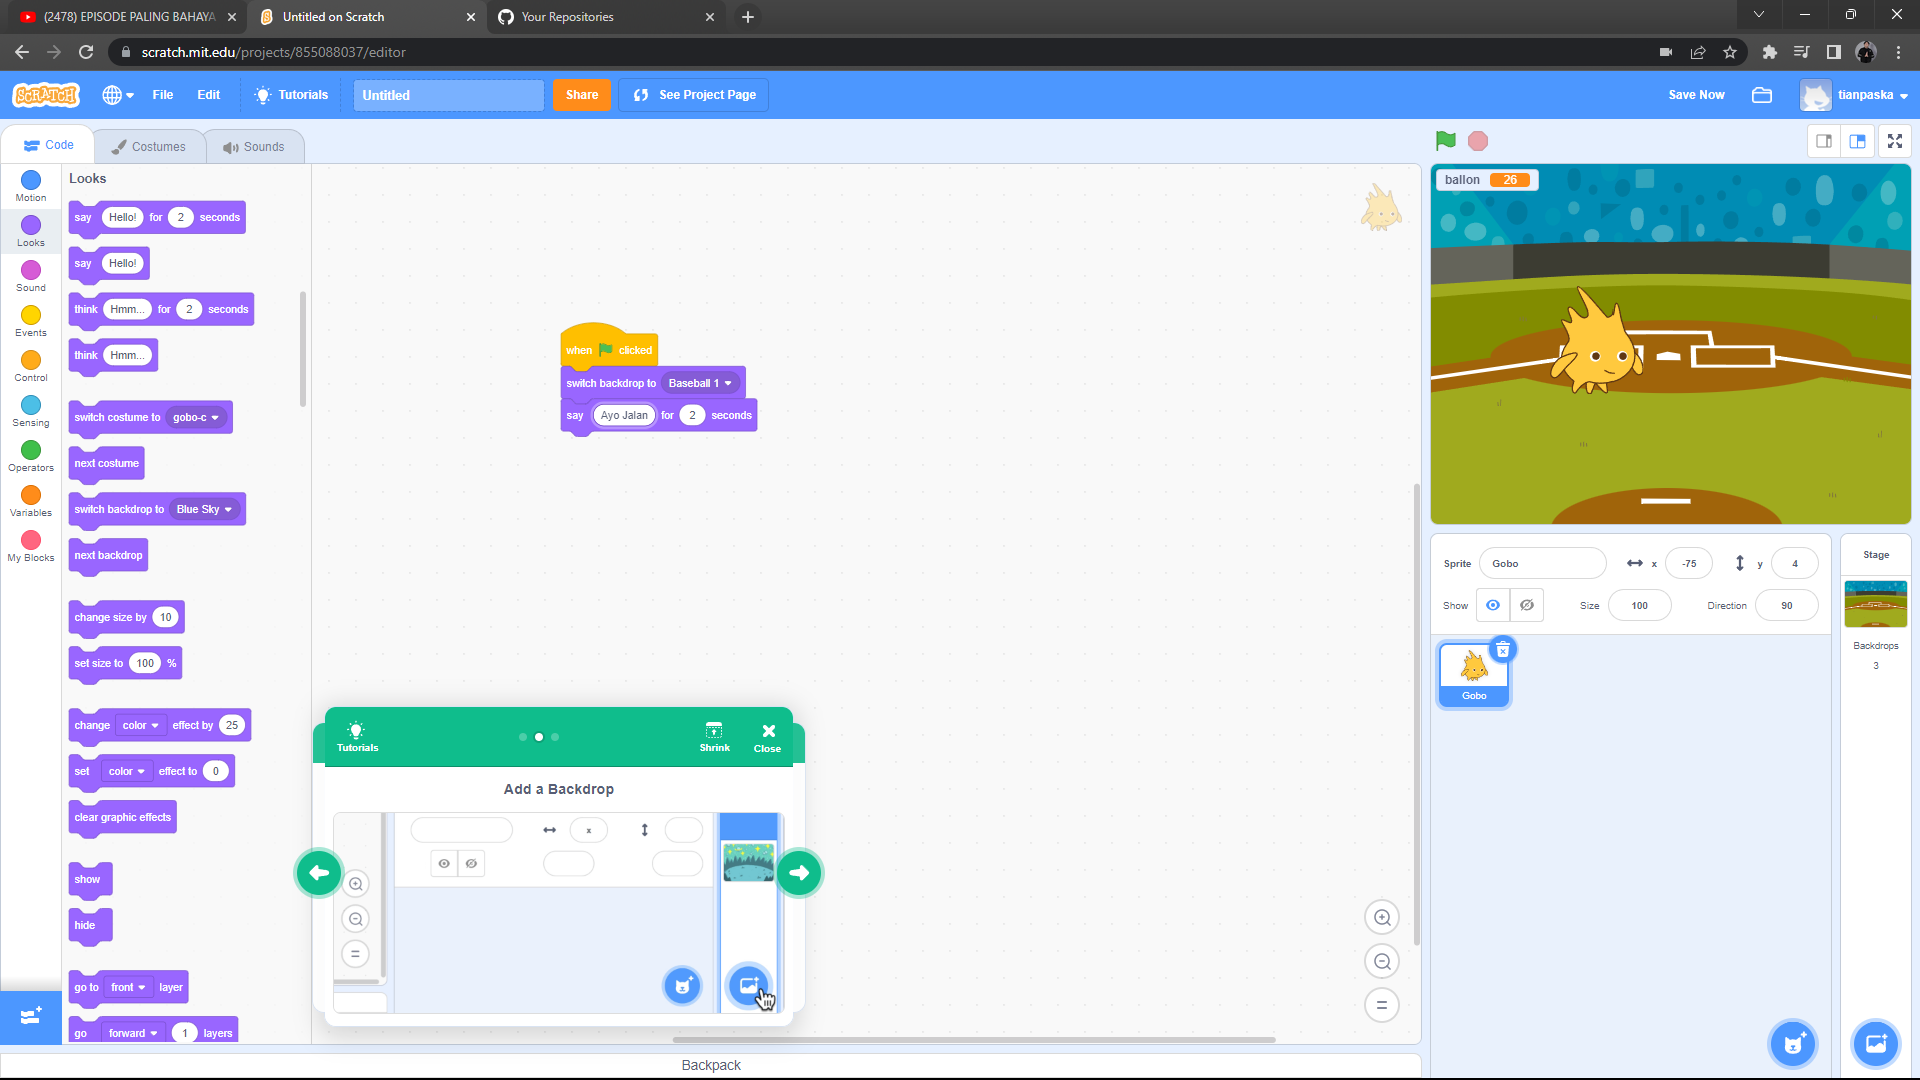 (2478) EPISODE PALING BAHAYA
Untitled on Scratch
Your Repositories
scratch.mit.edu/projects/855088037/editor
SCRATCH
File
Edit
Tutorials
Untitled
Share
See Project Page
Save Now
tianpaska
Code
Costumes
Sounds
Motion
Looks
Sound
Events
Control
Sensing
Operators
Variables
My Blocks
Looks
say Hello! for 2 seconds
say Hello!
think Hmm... for 2 seconds
think Hmm...
switch costume to gobo-c
next costume
switch backdrop to Blue Sky
next backdrop
change size by 10
set size to 100 %
change color effect by 25
set color effect to 0
clear graphic effects
show
hide
go to front layer
go forward 1 layers
when clicked
switch backdrop to Baseball 1
say Ayo Jalan for 2 seconds
Tutorials
Shrink
Close
Add a Backdrop
x
Backpack
ballon 26
Sprite Gobo x -75 y 4
Show Size 100 Direction 90
Gobo
Stage
Backdrops
3